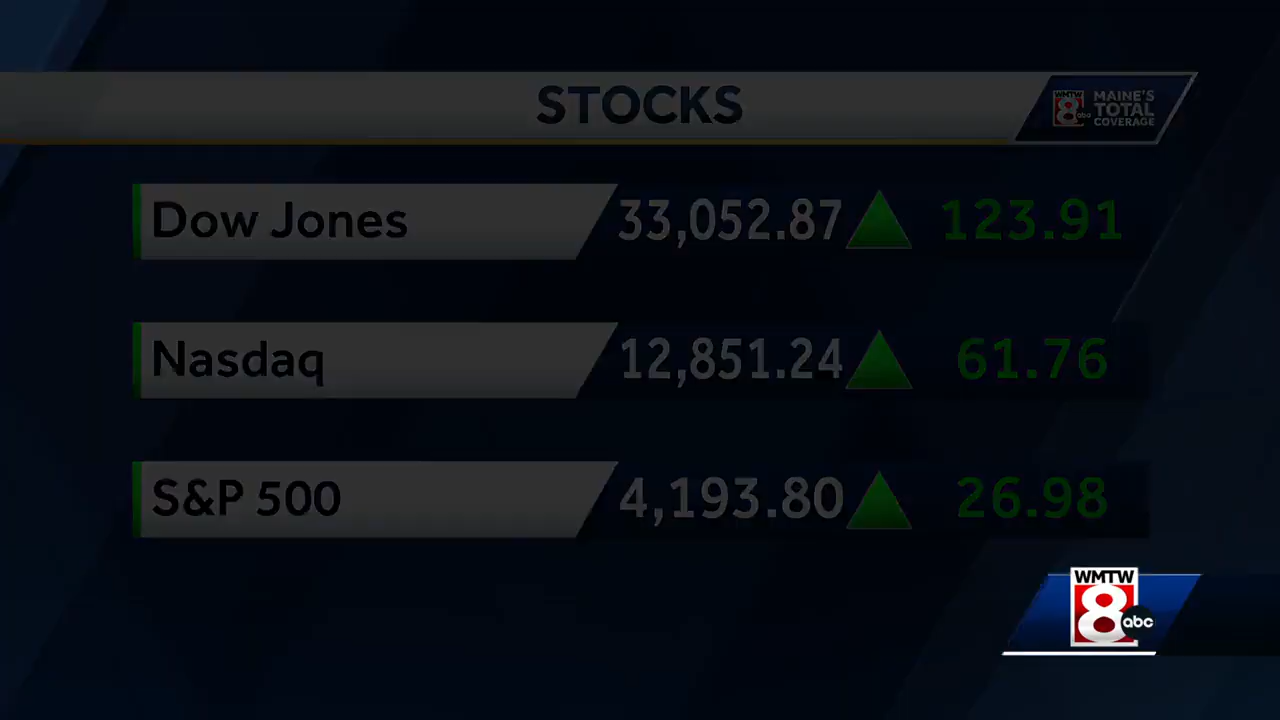 STOCKS
WMTW
8
abc
MAINE'S
TOTAL
COVERAGE
Dow Jones 33,052.87 123.91
Nasdaq 12,851.24 61.76
S&P 500 4,193.80 26.98
WMTW
8
abc